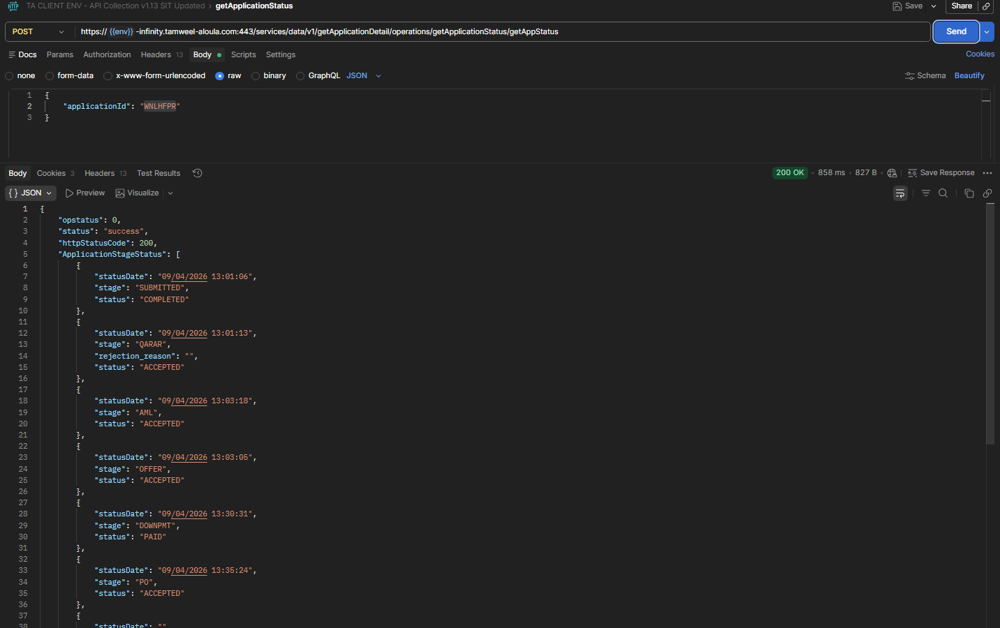 HTTP TA CLIENT ENV - API Collection v1.13 SIT Updated > getApplicationStatus Save Share
POST https:// {{env}} -infinity.tamweel-aloula.com:443/services/data/v1/getApplicationDetail/operations/getApplicationStatus/getAppStatus Send
Docs Params Authorization Headers 13 Body Scripts Settings Cookies
none form-data x-www-form-urlencoded raw binary GraphQL JSON Schema Beautify
1 {
2 "applicationId": "WNLHFPR"
3 }
Body Cookies 3 Headers 13 Test Results 200 OK • 858 ms • 827 B • e.g. Save Response
{} JSON Preview Visualize
1 {
2 "opstatus": 0,
3 "status": "success",
4 "httpStatusCode": 200,
5 "ApplicationStageStatus": [
6 {
7 "statusDate": "09/04/2026 13:01:06",
8 "stage": "SUBMITTED",
9 "status": "COMPLETED"
10 },
11 {
12 "statusDate": "09/04/2026 13:01:13",
13 "stage": "QARAR",
14 "rejection_reason": "",
15 "status": "ACCEPTED"
16 },
17 {
18 "statusDate": "09/04/2026 13:03:18",
19 "stage": "AML",
20 "status": "ACCEPTED"
21 },
22 {
23 "statusDate": "09/04/2026 13:03:05",
24 "stage": "OFFER",
25 "status": "ACCEPTED"
26 },
27 {
28 "statusDate": "09/04/2026 13:30:31",
29 "stage": "DOWNPMT",
30 "status": "PAID"
31 },
32 {
33 "statusDate": "09/04/2026 13:35:24",
34 "stage": "PO",
35 "status": "ACCEPTED"
36 },
37 {
38 "statusDate": ""